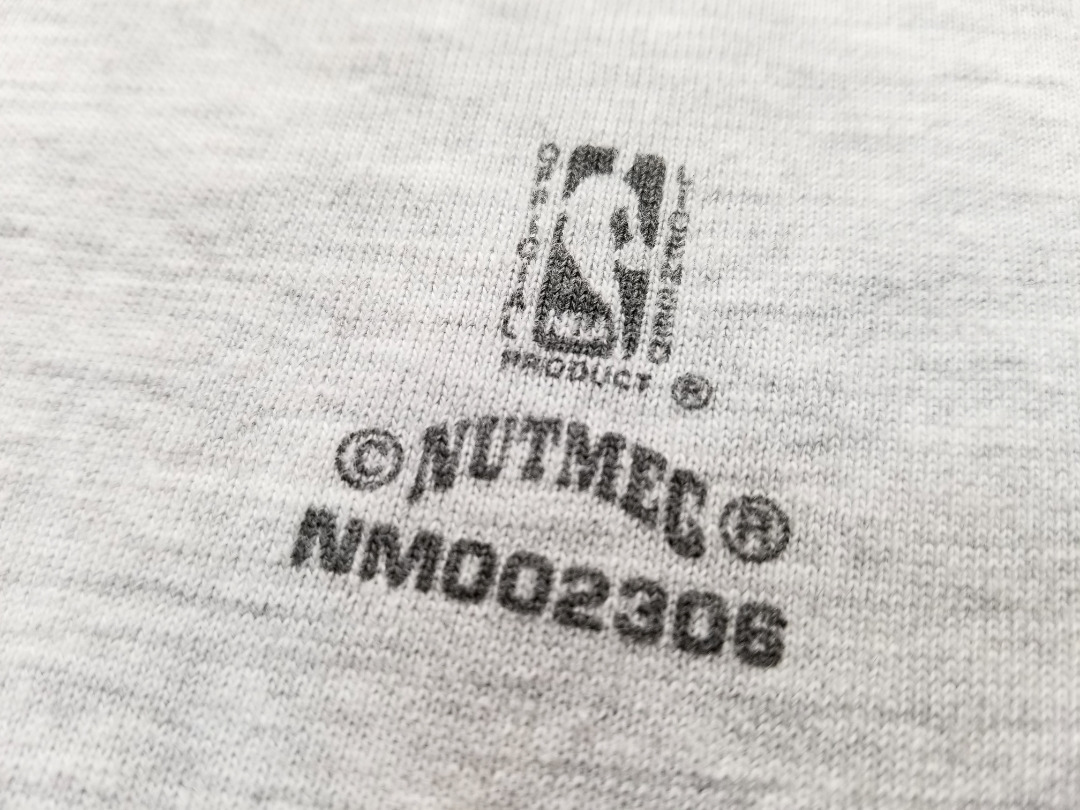 OFFICIAL
LICENSED
PRODUCT ®
© NUTMEG ®
NM002306